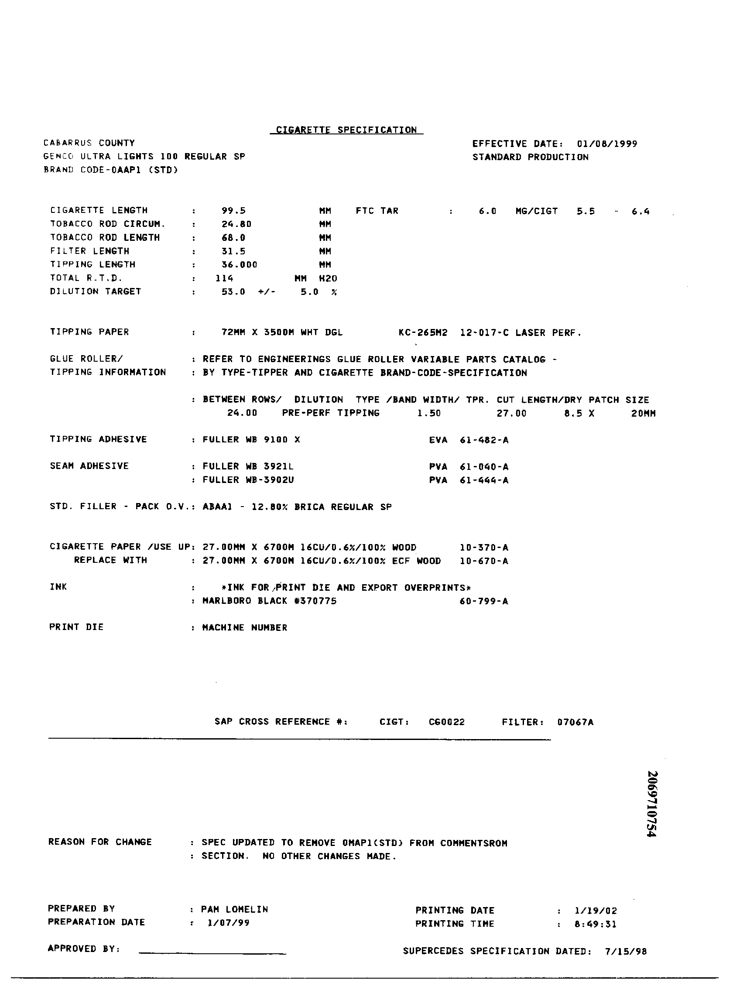 CIGARETTE SPECIFICATION
CABARRUS COUNTY EFFECTIVE DATE: 01/08/1999
GENCO ULTRA LIGHTS 100 REGULAR SP STANDARD PRODUCTION
BRAND CODE-0AAP1 (STD)
CIGARETTE LENGTH : 99.5 MM FTC TAR : 6.0 MG/CIGT 5.5 - 6.4
TOBACCO ROD CIRCUM. : 24.80 MM
TOBACCO ROD LENGTH : 68.0 MM
FILTER LENGTH : 31.5 MM
TIPPING LENGTH : 36.000 MM
TOTAL R.T.D. : 114 MM H2O
DILUTION TARGET : 53.0 +/- 5.0 %
TIPPING PAPER : 72MM X 3500M WHT DGL KC-265M2 12-017-C LASER PERF.
GLUE ROLLER/ : REFER TO ENGINEERINGS GLUE ROLLER VARIABLE PARTS CATALOG -
TIPPING INFORMATION : BY TYPE-TIPPER AND CIGARETTE BRAND-CODE-SPECIFICATION
: BETWEEN ROWS/ DILUTION TYPE /BAND WIDTH/ TPR. CUT LENGTH/DRY PATCH SIZE
24.00 PRE-PERF TIPPING 1.50 27.00 8.5 X 20MM
TIPPING ADHESIVE : FULLER WB 9100 X EVA 61-482-A
SEAM ADHESIVE : FULLER WB 3921L PVA 61-040-A
: FULLER WB-3902U PVA 61-444-A
STD. FILLER - PACK O.V.: ABAA1 - 12.80% BRICA REGULAR SP
CIGARETTE PAPER /USE UP: 27.00MM X 6700M 16CU/0.6%/100% WOOD 10-370-A
REPLACE WITH : 27.00MM X 6700M 16CU/0.6%/100% ECF WOOD 10-670-A
INK : *INK FOR PRINT DIE AND EXPORT OVERPRINTS*
: MARLBORO BLACK #370775 60-799-A
PRINT DIE : MACHINE NUMBER
SAP CROSS REFERENCE #: CIGT: CG0022 FILTER: 07067A
2069710754
REASON FOR CHANGE : SPEC UPDATED TO REMOVE OMAP1(STD) FROM COMMENTSROM
: SECTION. NO OTHER CHANGES MADE.
PREPARED BY : PAM LOMELIN PRINTING DATE : 1/19/02
PREPARATION DATE : 1/07/99 PRINTING TIME : 8:49:31
APPROVED BY: SUPERCEDES SPECIFICATION DATED: 7/15/98